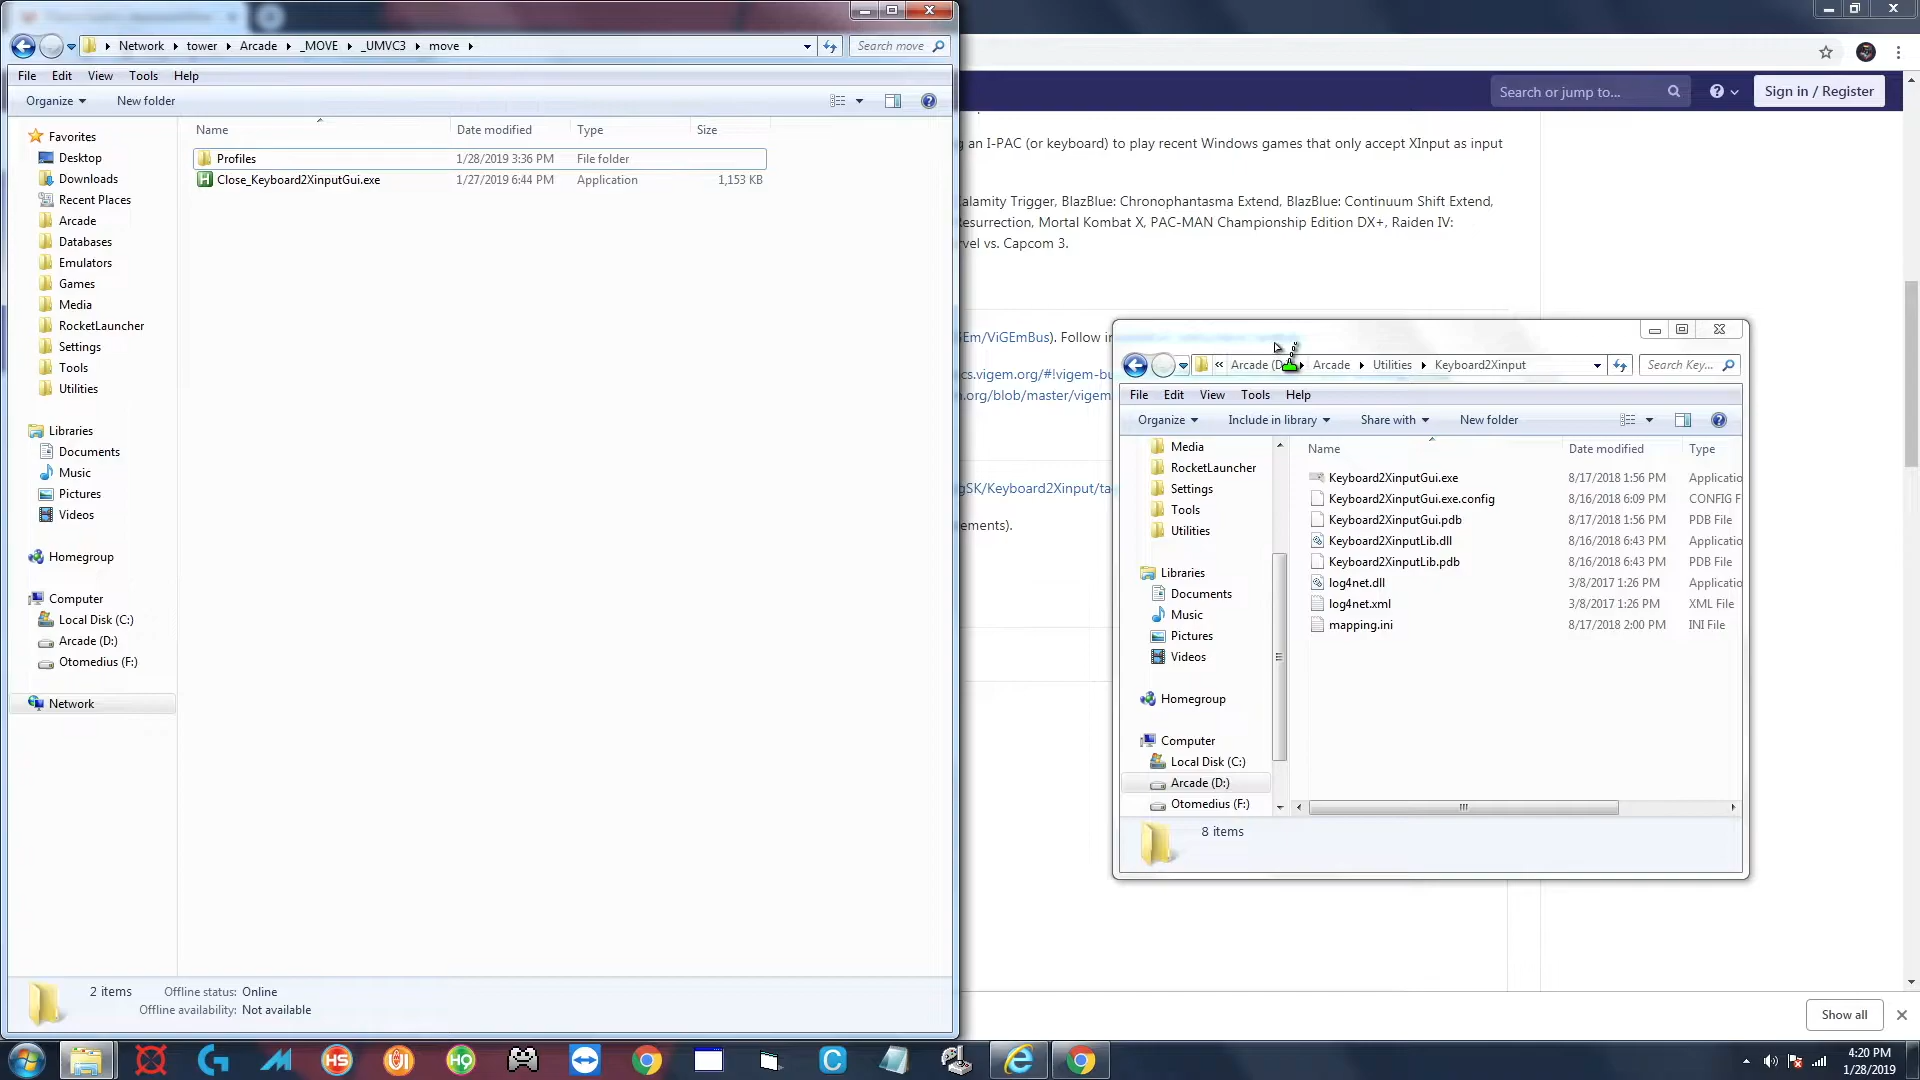 Network ▸ tower ▸ Arcade ▸ _MOVE ▸ _UMVC3 ▸ move ▸
Search move
File Edit View Tools Help
Organize New folder
Name Date modified Type Size
Favorites
Desktop
Downloads
Recent Places
Arcade
Databases
Emulators
Games
Media
RocketLauncher
Settings
Tools
Utilities
Libraries
Documents
Music
Pictures
Videos
Homegroup
Computer
Local Disk (C:)
Arcade (D:)
Otomedius (F:)
Network
Profiles 1/28/2019 3:36 PM File folder
Close_Keyboard2XinputGui.exe 1/27/2019 6:44 PM Application 1,153 KB
2 items Offline status: Online
Offline availability: Not available
Search or jump to... Sign in / Register
g an I-PAC (or keyboard) to play recent Windows games that only accept XInput as input
alamity Trigger, BlazBlue: Chronophantasma Extend, BlazBlue: Continuum Shift Extend,
Resurrection, Mortal Kombat X, PAC-MAN Championship Edition DX+, Raiden IV:
vel vs. Capcom 3.
GEm/ViGEmBus). Follow i
cs.vigem.org/#!vigem-bu
n.org/blob/master/vigem
gSK/Keyboard2Xinput/ta
ements).
« Arcade (D ▸ Arcade ▸ Utilities ▸ Keyboard2Xinput
Search Key...
File Edit View Tools Help
Organize Include in library Share with New folder
Name Date modified Type
Media
RocketLauncher
Settings
Tools
Utilities
Libraries
Documents
Music
Pictures
Videos
Homegroup
Computer
Local Disk (C:)
Arcade (D:)
Otomedius (F:)
Keyboard2XinputGui.exe 8/17/2018 1:56 PM Applicatio
Keyboard2XinputGui.exe.config 8/16/2018 6:09 PM CONFIG F
Keyboard2XinputGui.pdb 8/17/2018 1:56 PM PDB File
Keyboard2XinputLib.dll 8/16/2018 6:43 PM Applicatio
Keyboard2XinputLib.pdb 8/16/2018 6:43 PM PDB File
log4net.dll 3/8/2017 1:26 PM Applicatio
log4net.xml 3/8/2017 1:26 PM XML File
mapping.ini 8/17/2018 2:00 PM INI File
8 items
Show all
HS
UI
HQ
C
4:20 PM
1/28/2019